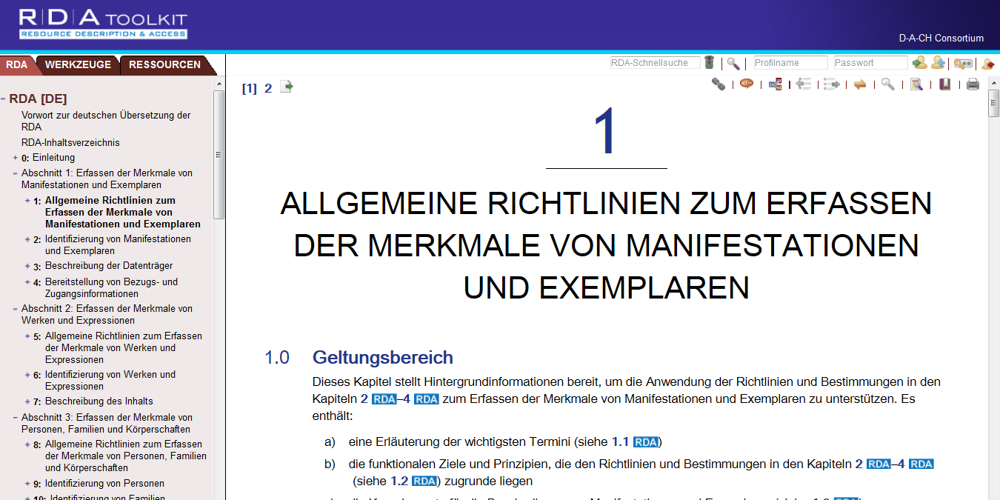 R|D|A TOOLKIT
RESOURCE DESCRIPTION & ACCESS
D-A-CH Consortium
RDA
WERKZEUGE
RESSOURCEN
RDA-Schnellsuche
Profilname
Passwort
RDA [DE]
Vorwort zur deutschen Übersetzung der
RDA
RDA-Inhaltsverzeichnis
0: Einleitung
Abschnitt 1: Erfassen der Merkmale von
Manifestationen und Exemplaren
1: Allgemeine Richtlinien zum
Erfassen der Merkmale von
Manifestationen und Exemplaren
2: Identifizierung von Manifestationen
und Exemplaren
3: Beschreibung der Datenträger
4: Bereitstellung von Bezugs- und
Zugangsinformationen
Abschnitt 2: Erfassen der Merkmale von
Werken und Expressionen
5: Allgemeine Richtlinien zum Erfassen
der Merkmale von Werken und
Expressionen
6: Identifizierung von Werken und
Expressionen
7: Beschreibung des Inhalts
Abschnitt 3: Erfassen der Merkmale von
Personen, Familien und Körperschaften
8: Allgemeine Richtlinien zum Erfassen
der Merkmale von Personen, Familien
und Körperschaften
9: Identifizierung von Personen
10: Identifizierung von Familien
[1] 2
1
ALLGEMEINE RICHTLINIEN ZUM ERFASSEN
DER MERKMALE VON MANIFESTATIONEN
UND EXEMPLAREN
1.0 Geltungsbereich
Dieses Kapitel stellt Hintergrundinformationen bereit, um die Anwendung der Richtlinien und Bestimmungen in den
Kapiteln 2 RDA–4 RDA zum Erfassen der Merkmale von Manifestationen und Exemplaren zu unterstützen. Es
enthält:
a) eine Erläuterung der wichtigsten Termini (siehe 1.1 RDA)
b) die funktionalen Ziele und Prinzipien, die den Richtlinien und Bestimmungen in den Kapiteln 2 RDA–4 RDA
(siehe 1.2 RDA) zugrunde liegen